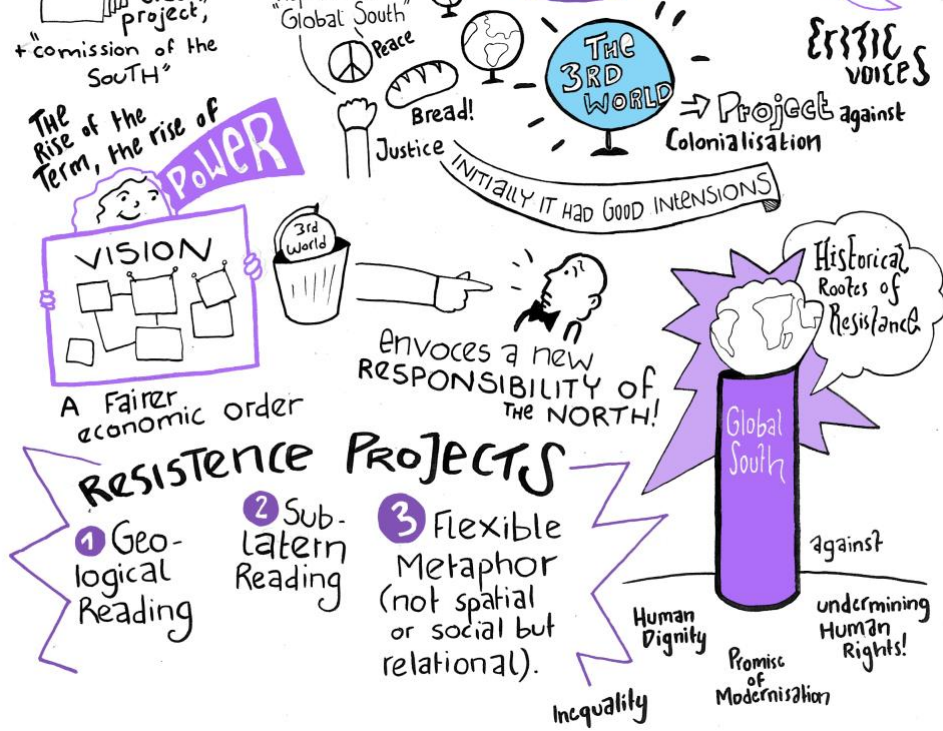 project,
+ "comission of the
SouTH"
Global South"
Peace
Bread!
Justice
THE
3RD
WORLD
→ Project against
Colonialisation
CriTic
voices
THE
Rise of the
Term, the rise of
PoWeR
INITIALLY IT HAD GOOD INTENSIONS
VISION
A Fairer
economic order
3rd
World
envoces a new
RESPONSIBILITY of
THE NORTH!
Historical
Rootes of
Resistance
Global
South
against
Human
Dignity
Promise
of
Modernisation
undermining
Human
Rights!
Inequality
Resistence Projects
1 Geo-
logical
Reading
2 Sub-
latern
Reading
3 Flexible
Metaphor
(not spatial
or social but
relational).